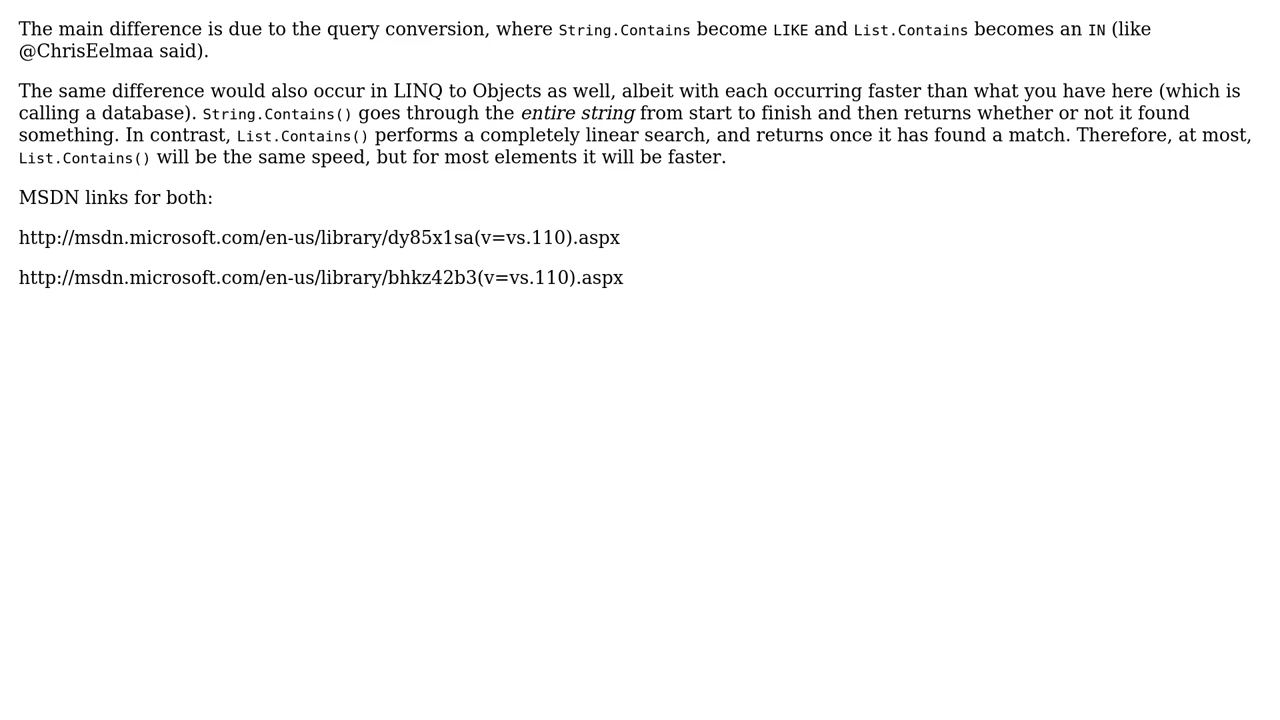 The main difference is due to the query conversion, where String.Contains become LIKE and List.Contains becomes an IN (like
@ChrisEelmaa said).
The same difference would also occur in LINQ to Objects as well, albeit with each occurring faster than what you have here (which is
calling a database). String.Contains() goes through the entire string from start to finish and then returns whether or not it found
something. In contrast, List.Contains() performs a completely linear search, and returns once it has found a match. Therefore, at most,
List.Contains() will be the same speed, but for most elements it will be faster.
MSDN links for both:
http://msdn.microsoft.com/en-us/library/dy85x1sa(v=vs.110).aspx
http://msdn.microsoft.com/en-us/library/bhkz42b3(v=vs.110).aspx